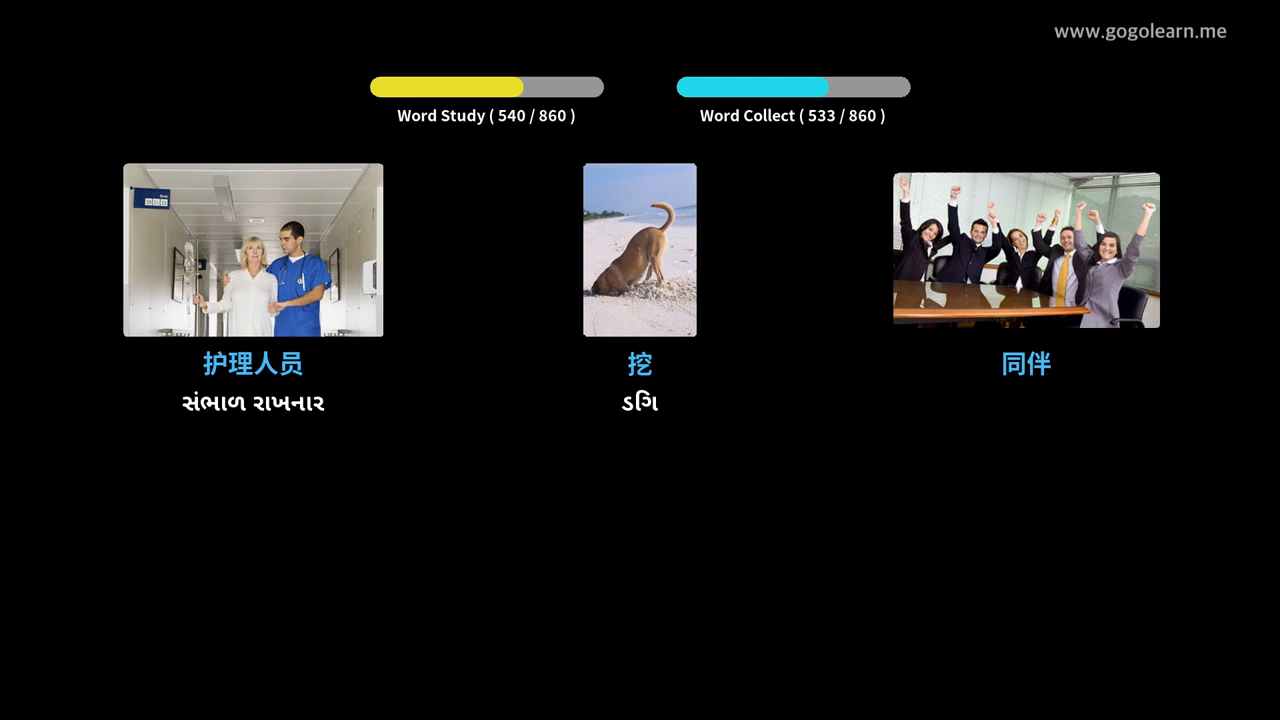 www.gogolearn.me
Word Study ( 540 / 860 )
Word Collect ( 533 / 860 )
护理人员
挖
同伴
સંભાળ રાખનાર
ડિગ